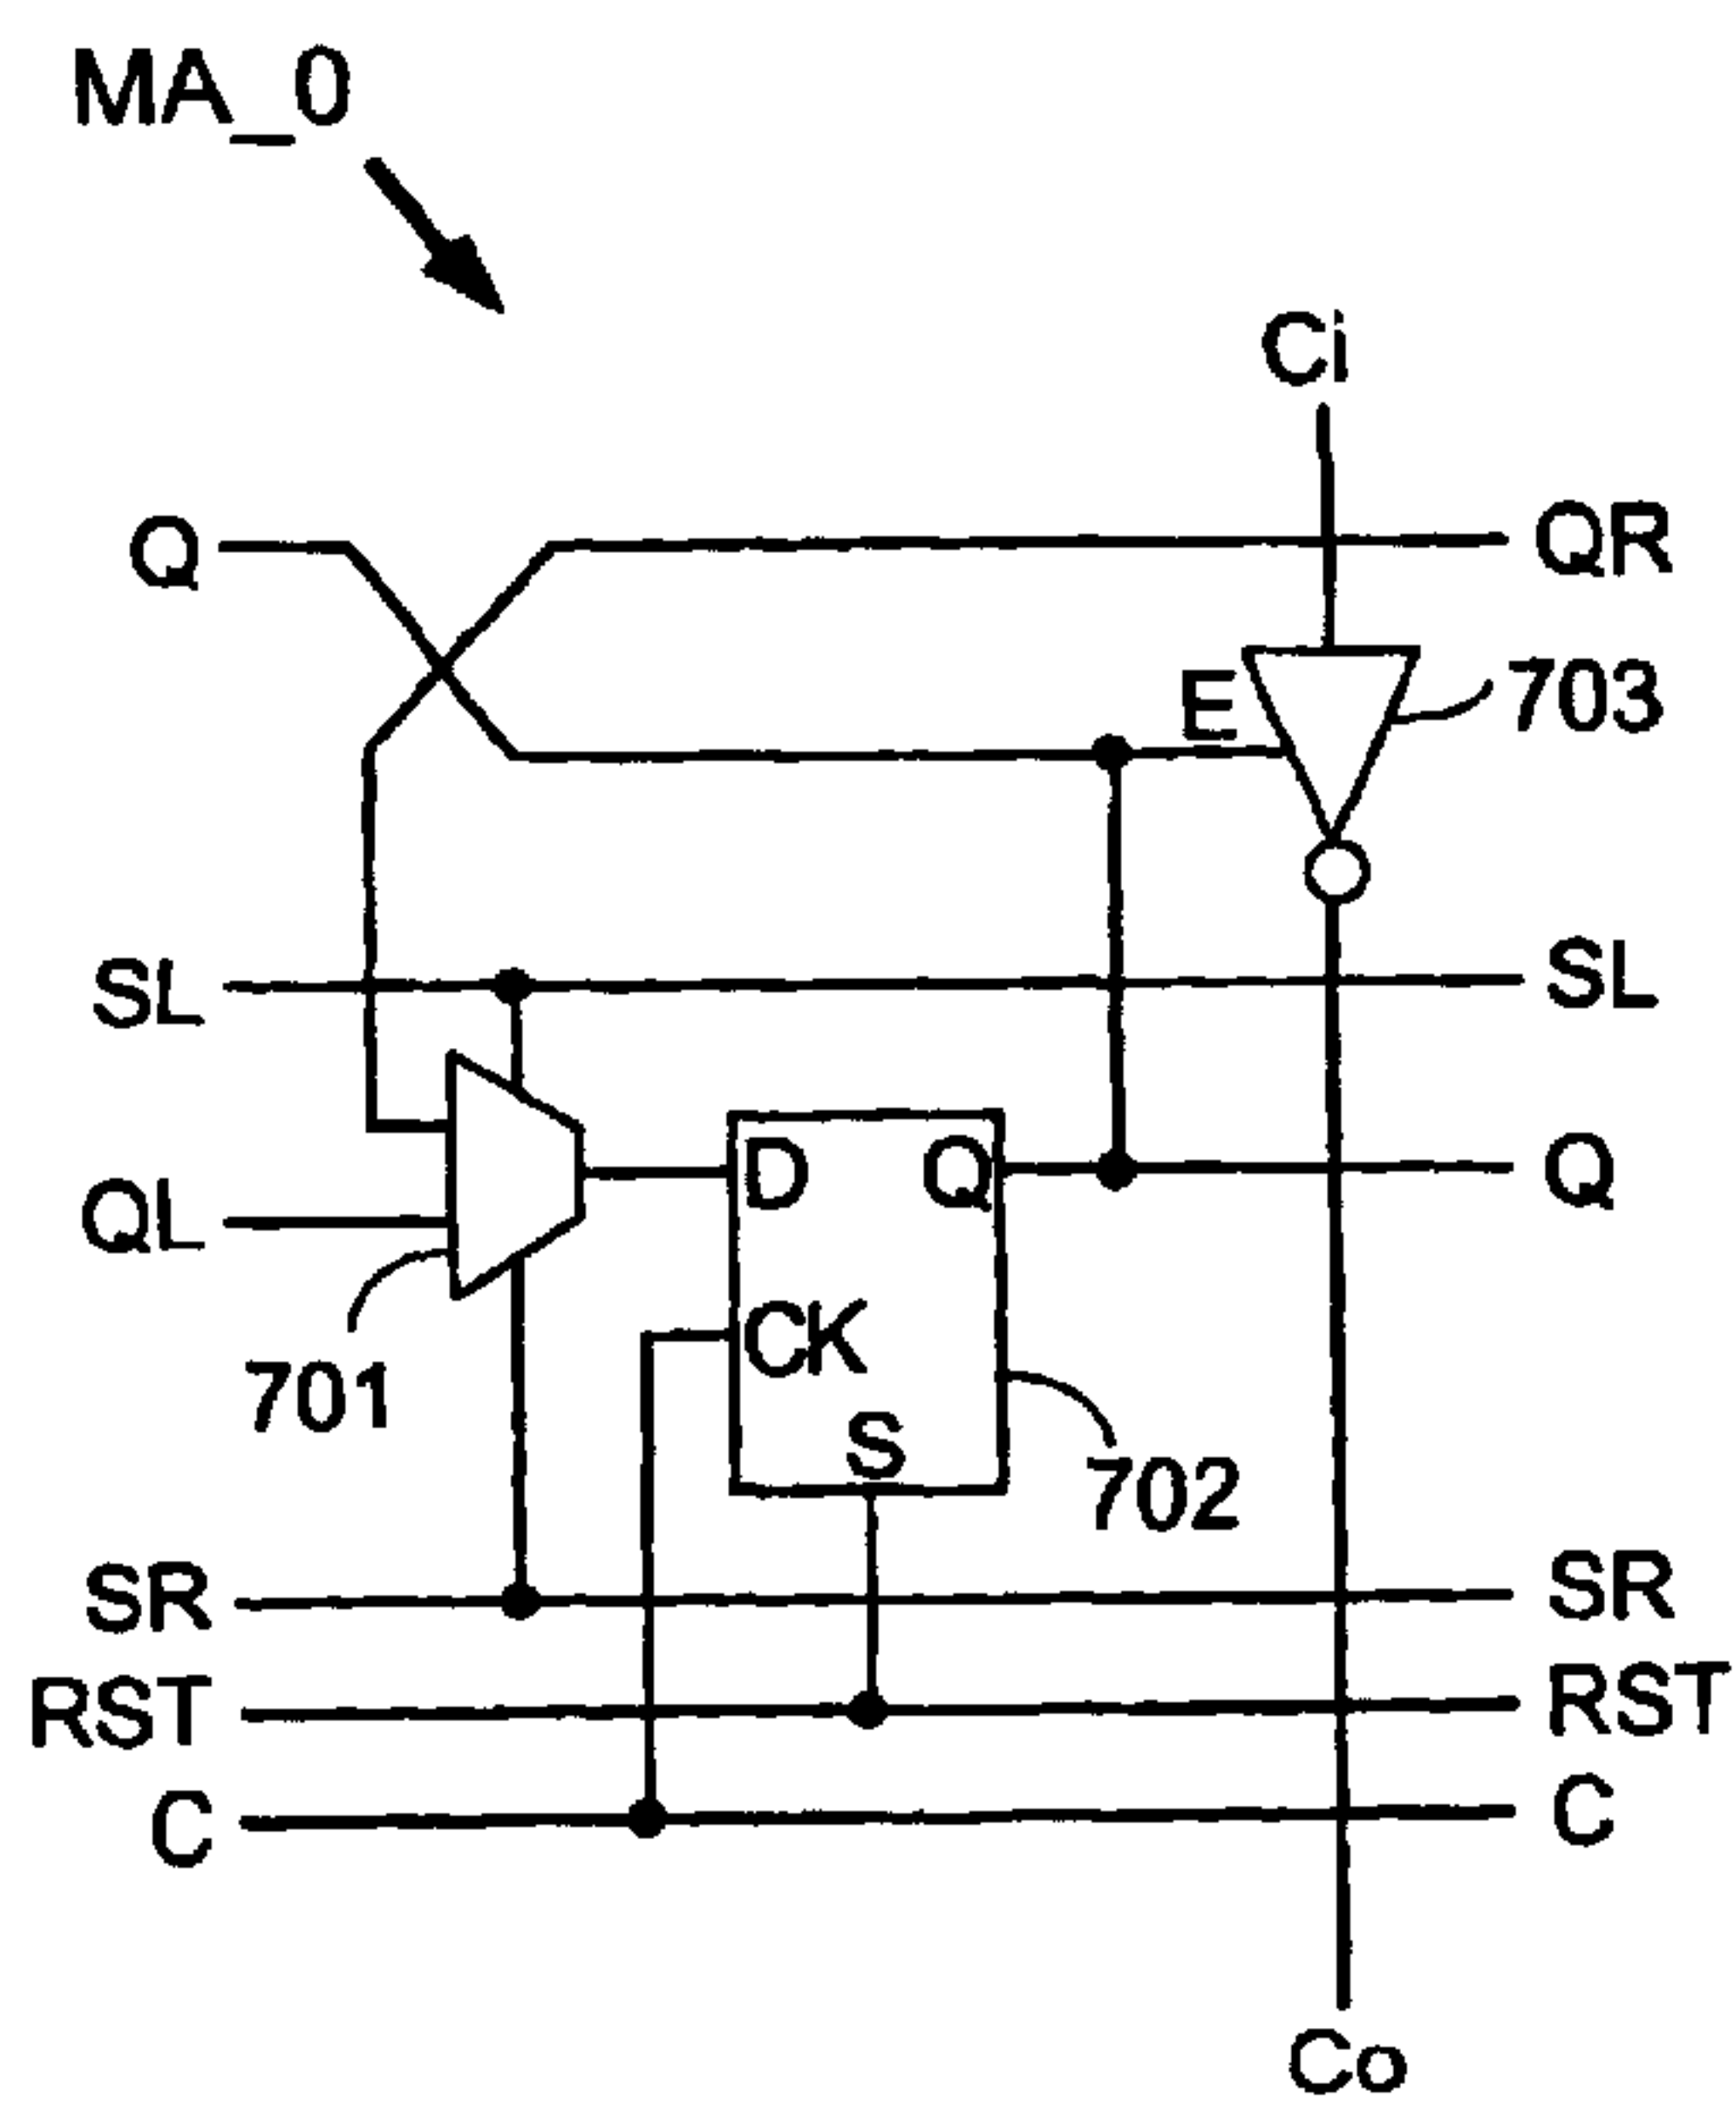 MA_0
Ci
Q QR
E 703
SL SL
D Q Q
QL
CK
701
S
702
SR SR
RST RST
C C
Co